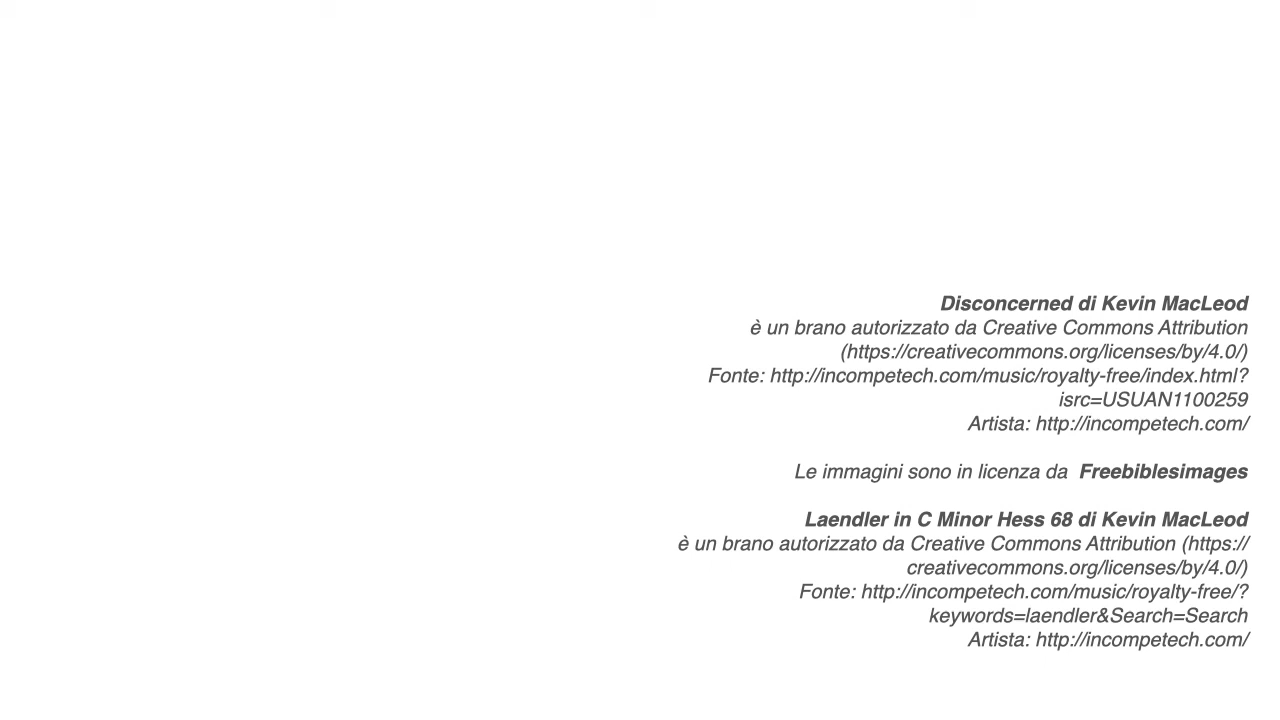 Disconcerned di Kevin MacLeod
è un brano autorizzato da Creative Commons Attribution
(https://creativecommons.org/licenses/by/4.0/)
Fonte: http://incompetech.com/music/royalty-free/index.html?
isrc=USUAN1100259
Artista: http://incompetech.com/
Le immagini sono in licenza da Freebiblesimages
Laendler in C Minor Hess 68 di Kevin MacLeod
è un brano autorizzato da Creative Commons Attribution (https://
creativecommons.org/licenses/by/4.0/)
Fonte: http://incompetech.com/music/royalty-free/?
keywords=laendler&Search=Search
Artista: http://incompetech.com/